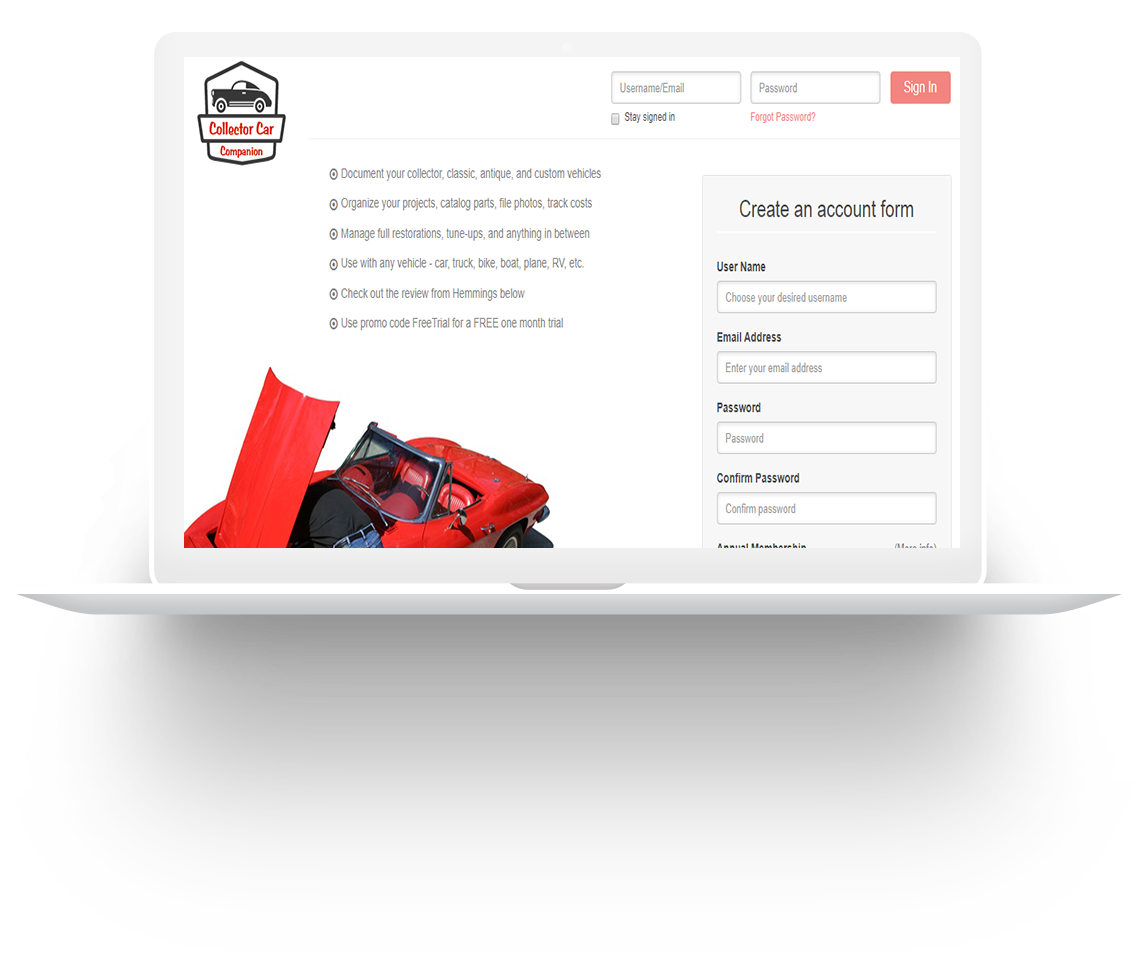 Collector Car
Companion
Username/Email
Password
Sign In
Stay signed in
Forgot Password?
Document your collector, classic, antique, and custom vehicles
Organize your projects, catalog parts, file photos, track costs
Manage full restorations, tune-ups, and anything in between
Use with any vehicle - car, truck, bike, boat, plane, RV, etc.
Check out the review from Hemmings below
Use promo code FreeTrial for a FREE one month trial
Create an account form
User Name
Choose your desired username
Email Address
Enter your email address
Password
Password
Confirm Password
Confirm password
Annual Membership
(More info)